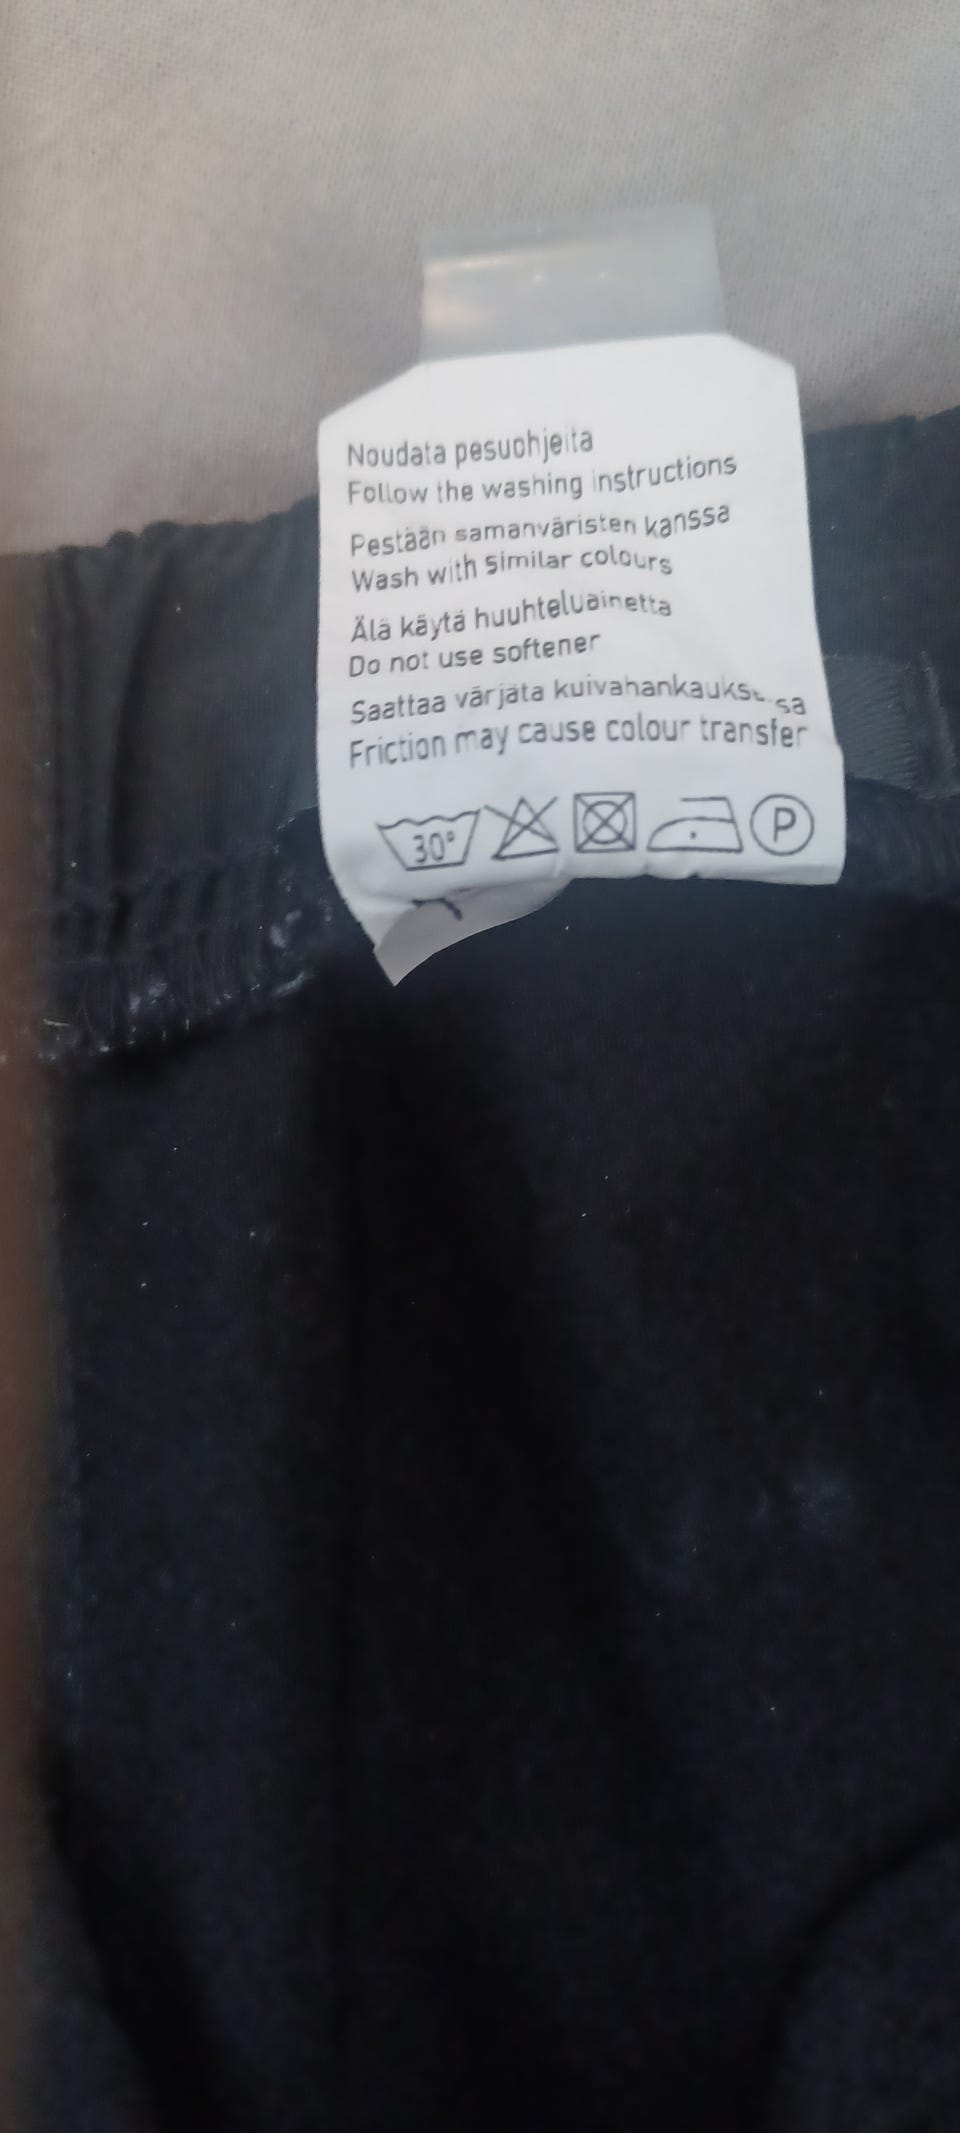 Noudata pesuohjeita
Follow the washing instructions
Pestään samanväristen kanssa
Wash with similar colours
Älä käytä huuhteluainetta
Do not use softener
Saattaa värjätä kuivahankauksessa
Friction may cause colour transfer
30° P